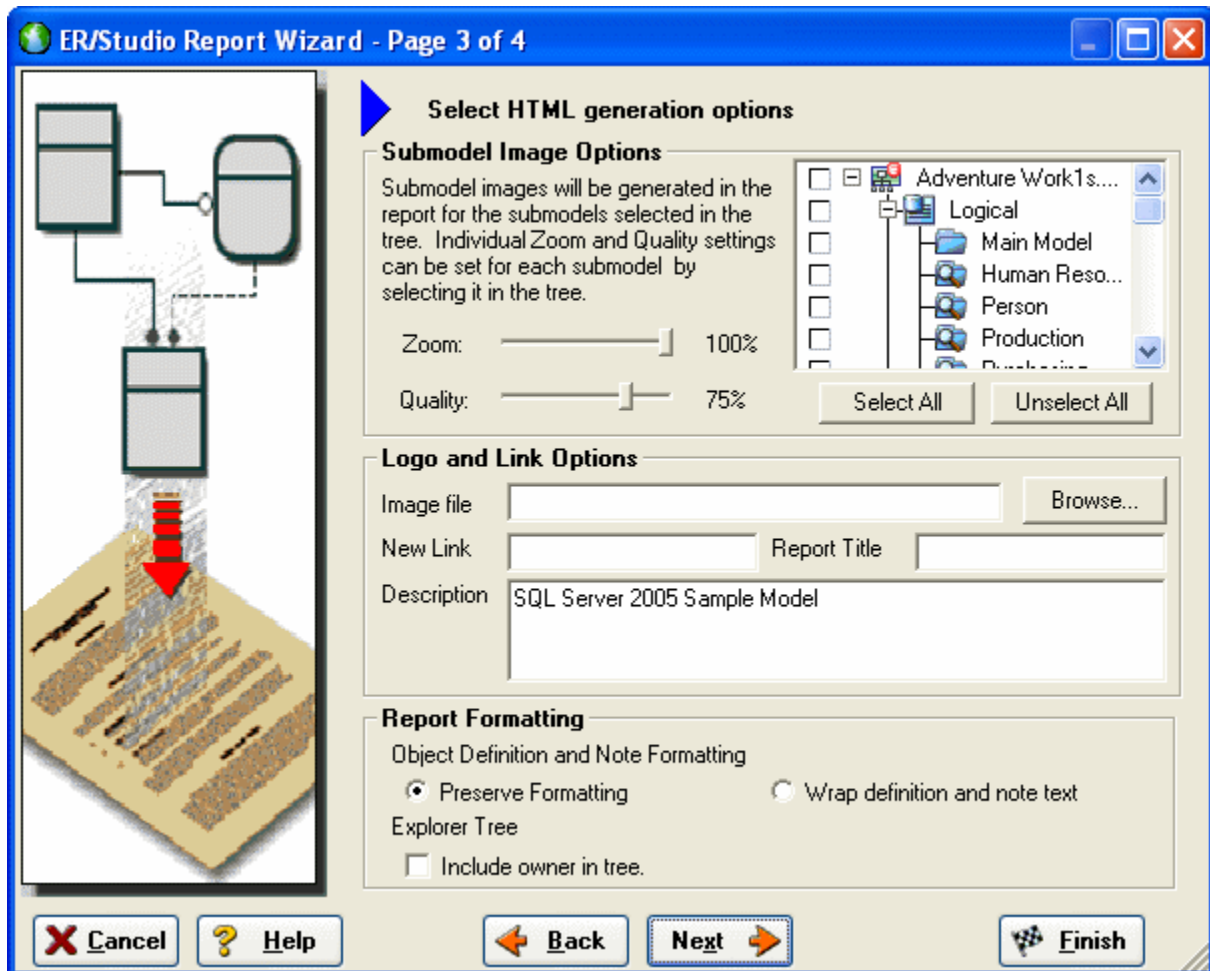 ER/Studio Report Wizard - Page 3 of 4
Select HTML generation options
Submodel Image Options
Submodel images will be generated in the
report for the submodels selected in the
tree. Individual Zoom and Quality settings
can be set for each submodel by
selecting it in the tree.
Zoom: 100%
Quality: 75%
Adventure Work1s....
Logical
Main Model
Human Reso...
Person
Production
Select All Unselect All
Logo and Link Options
Image file Browse...
New Link Report Title
Description SQL Server 2005 Sample Model
Report Formatting
Object Definition and Note Formatting
Preserve Formatting Wrap definition and note text
Explorer Tree
Include owner in tree.
Cancel Help Back Next Finish